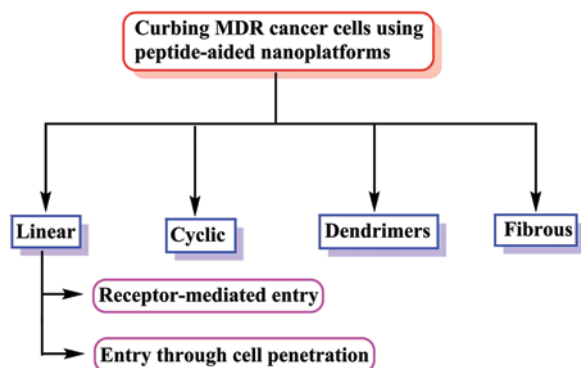 Curbing MDR cancer cells using
peptide-aided nanoplatforms
Linear
Cyclic
Dendrimers
Fibrous
Receptor-mediated entry
Entry through cell penetration